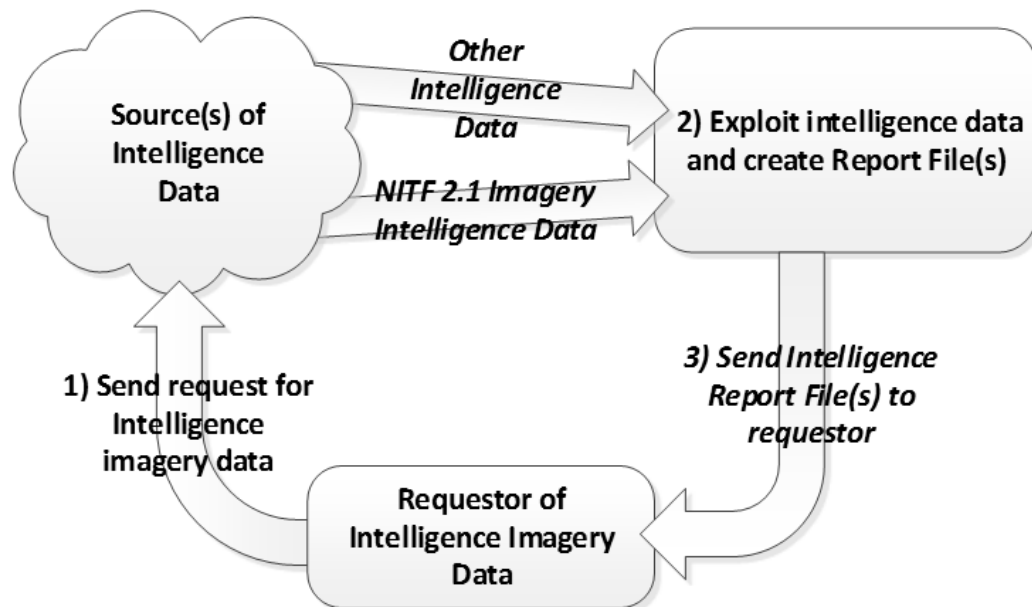 Source(s) of
Intelligence
Data
Other
Intelligence
Data
NITF 2.1 Imagery
Intelligence Data
2) Exploit intelligence data
and create Report File(s)
3) Send Intelligence
Report File(s) to
requestor
Requestor of
Intelligence Imagery
Data
1) Send request for
Intelligence
imagery data